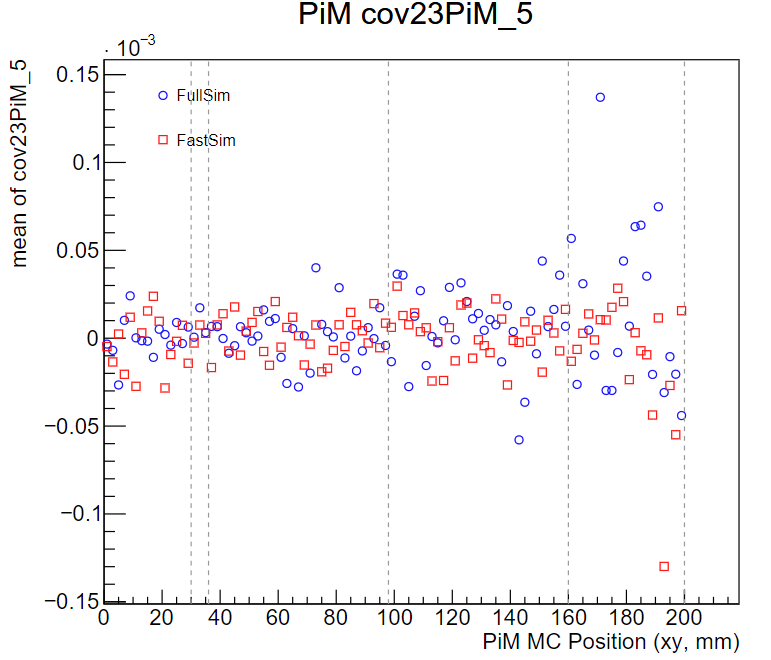 PiM cov23PiM_5
· 10⁻³
mean of cov23PiM_5
0.15
0.1
0.05
0
−0.05
−0.1
−0.15
FullSim
FastSim
0 20 40 60 80 100 120 140 160 180 200
PiM MC Position (xy, mm)